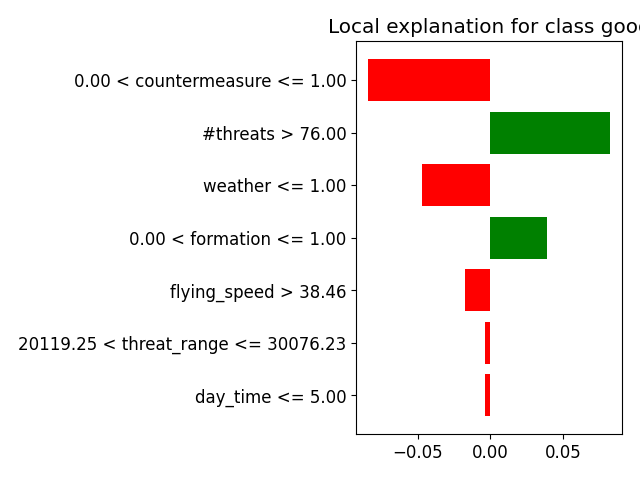 Local explanation for class goo
0.00 < countermeasure <= 1.00
#threats > 76.00
weather <= 1.00
0.00 < formation <= 1.00
flying_speed > 38.46
20119.25 < threat_range <= 30076.23
day_time <= 5.00
−0.05 0.00 0.05